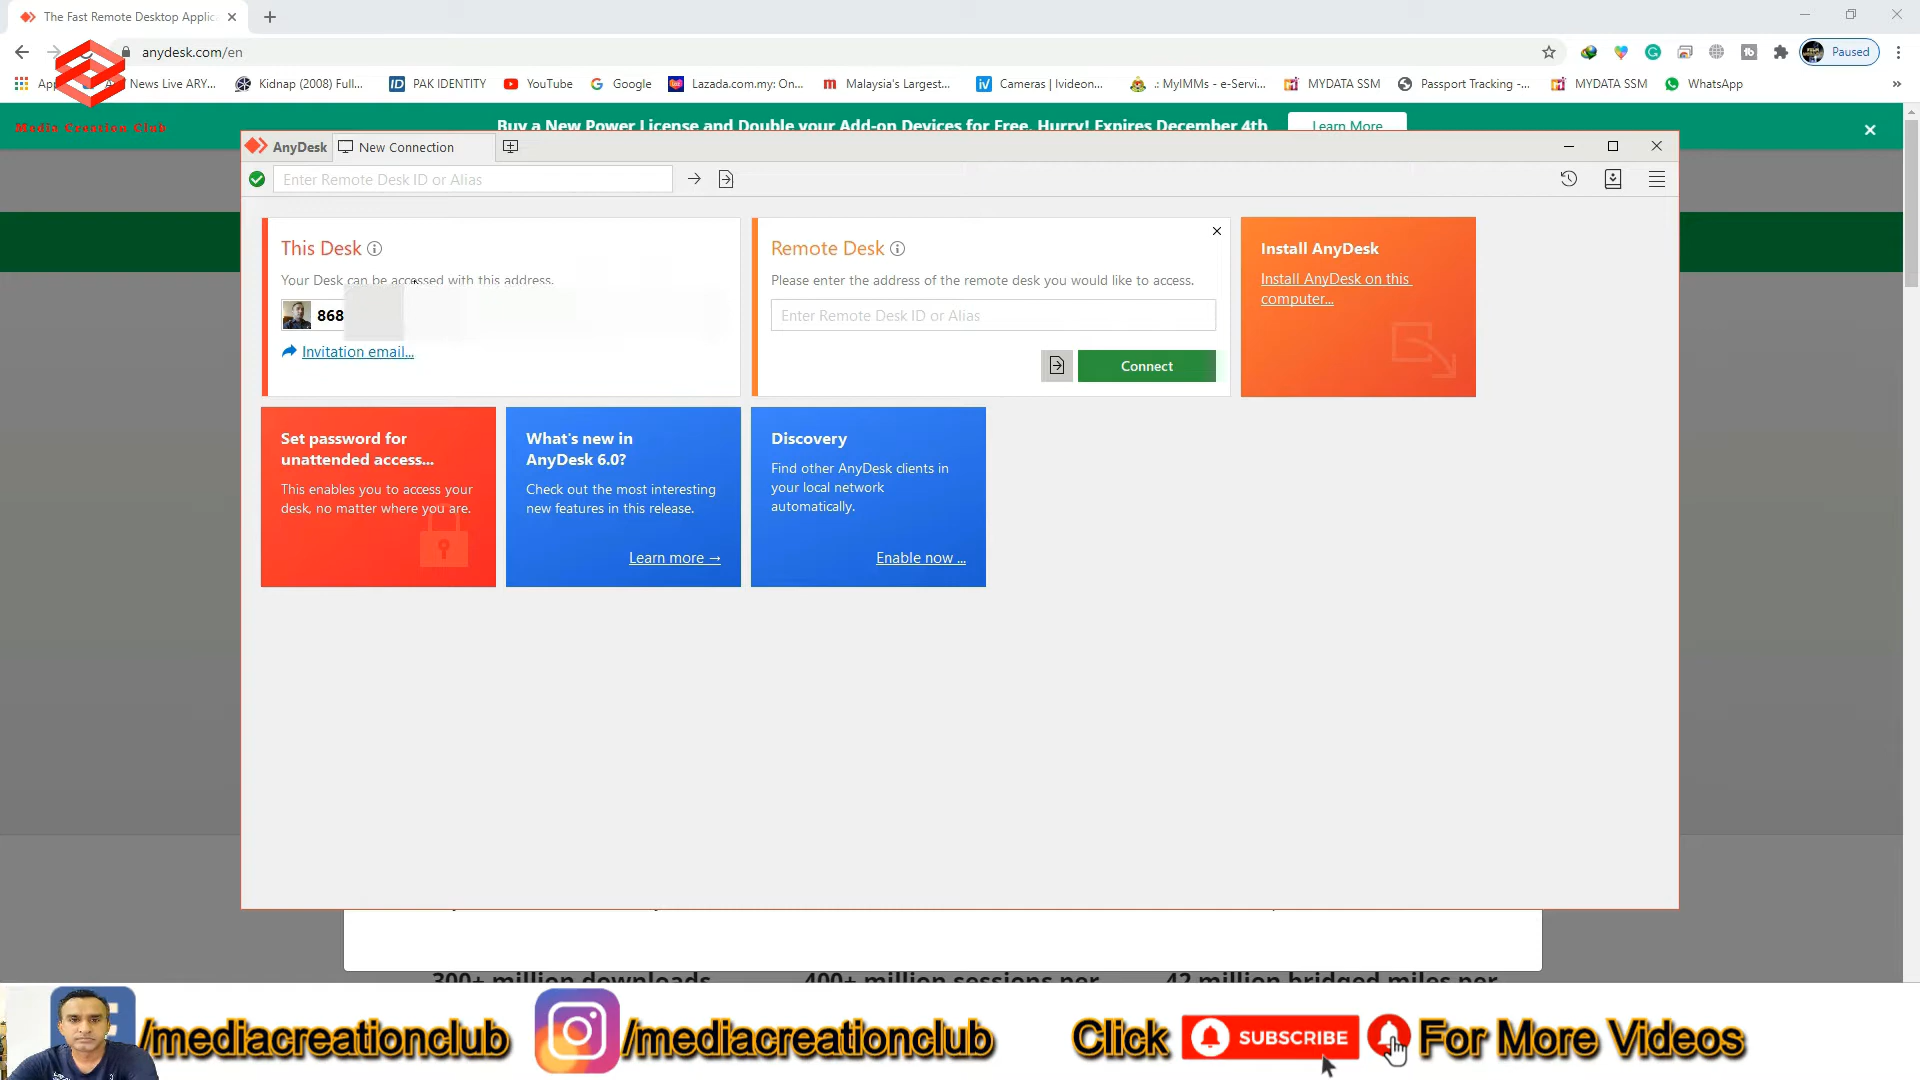 The Fast Remote Desktop Applic
anydesk.com/en
Paused
News Live ARY...
Kidnap (2008) Full...
PAK IDENTITY
YouTube
Google
Lazada.com.my: On...
Malaysia's Largest...
Cameras | Ivideon...
.: MyIMMs - e-Servi...
MYDATA SSM
Passport Tracking -...
MYDATA SSM
WhatsApp
Media Creation Club
Buy a New Power License and Double your Add-on Devices for Free. Hurry! Expires December 4th
Learn More
AnyDesk
New Connection
Enter Remote Desk ID or Alias
This Desk
Your Desk can be accessed with this address.
868
Invitation email...
Remote Desk
Please enter the address of the remote desk you would like to access.
Enter Remote Desk ID or Alias
Connect
Install AnyDesk
Install AnyDesk on this
computer...
Set password for
unattended access...
This enables you to access your
desk, no matter where you are.
What's new in
AnyDesk 6.0?
Check out the most interesting
new features in this release.
Learn more →
Discovery
Find other AnyDesk clients in
your local network
automatically.
Enable now ...
300+ million downloads
400+ million sessions per
42 million bridged miles per
/mediacreationclub
/mediacreationclub
Click
SUBSCRIBE
For More Videos